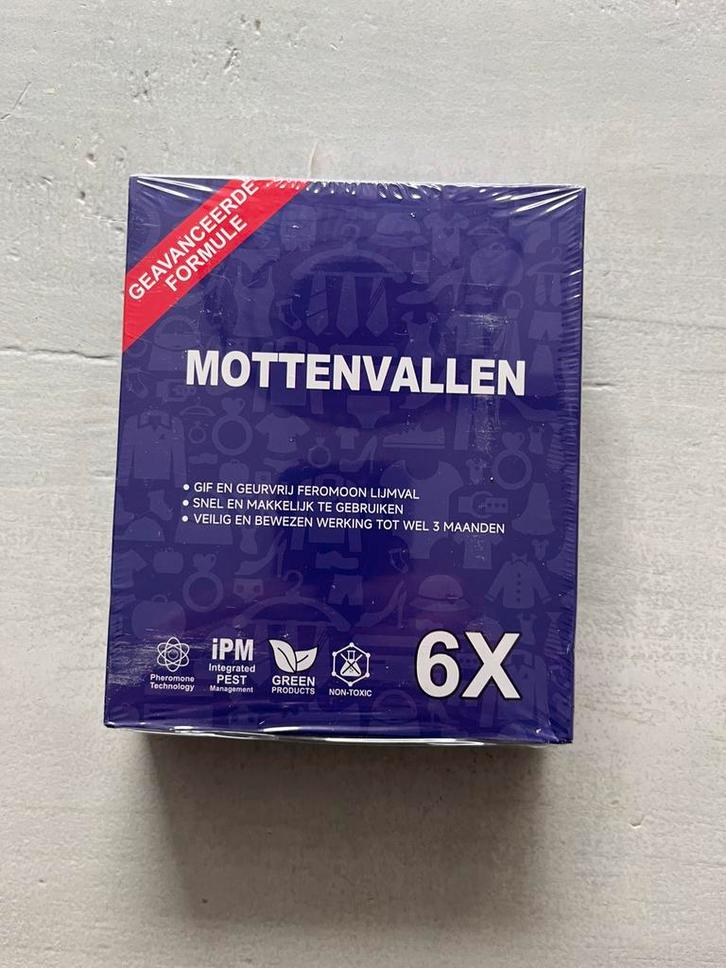 GEAVANCEERDE
FORMULE
MOTTENVALLEN
• GIF EN GEURVRIJ FEROMOON LIJMVAL
• SNEL EN MAKKELIJK TE GEBRUIKEN
• VEILIG EN BEWEZEN WERKING TOT WEL 3 MAANDEN
Pheromone
Technology
iPM
Integrated
PEST
Management
GREEN
PRODUCTS
NON-TOXIC
6X